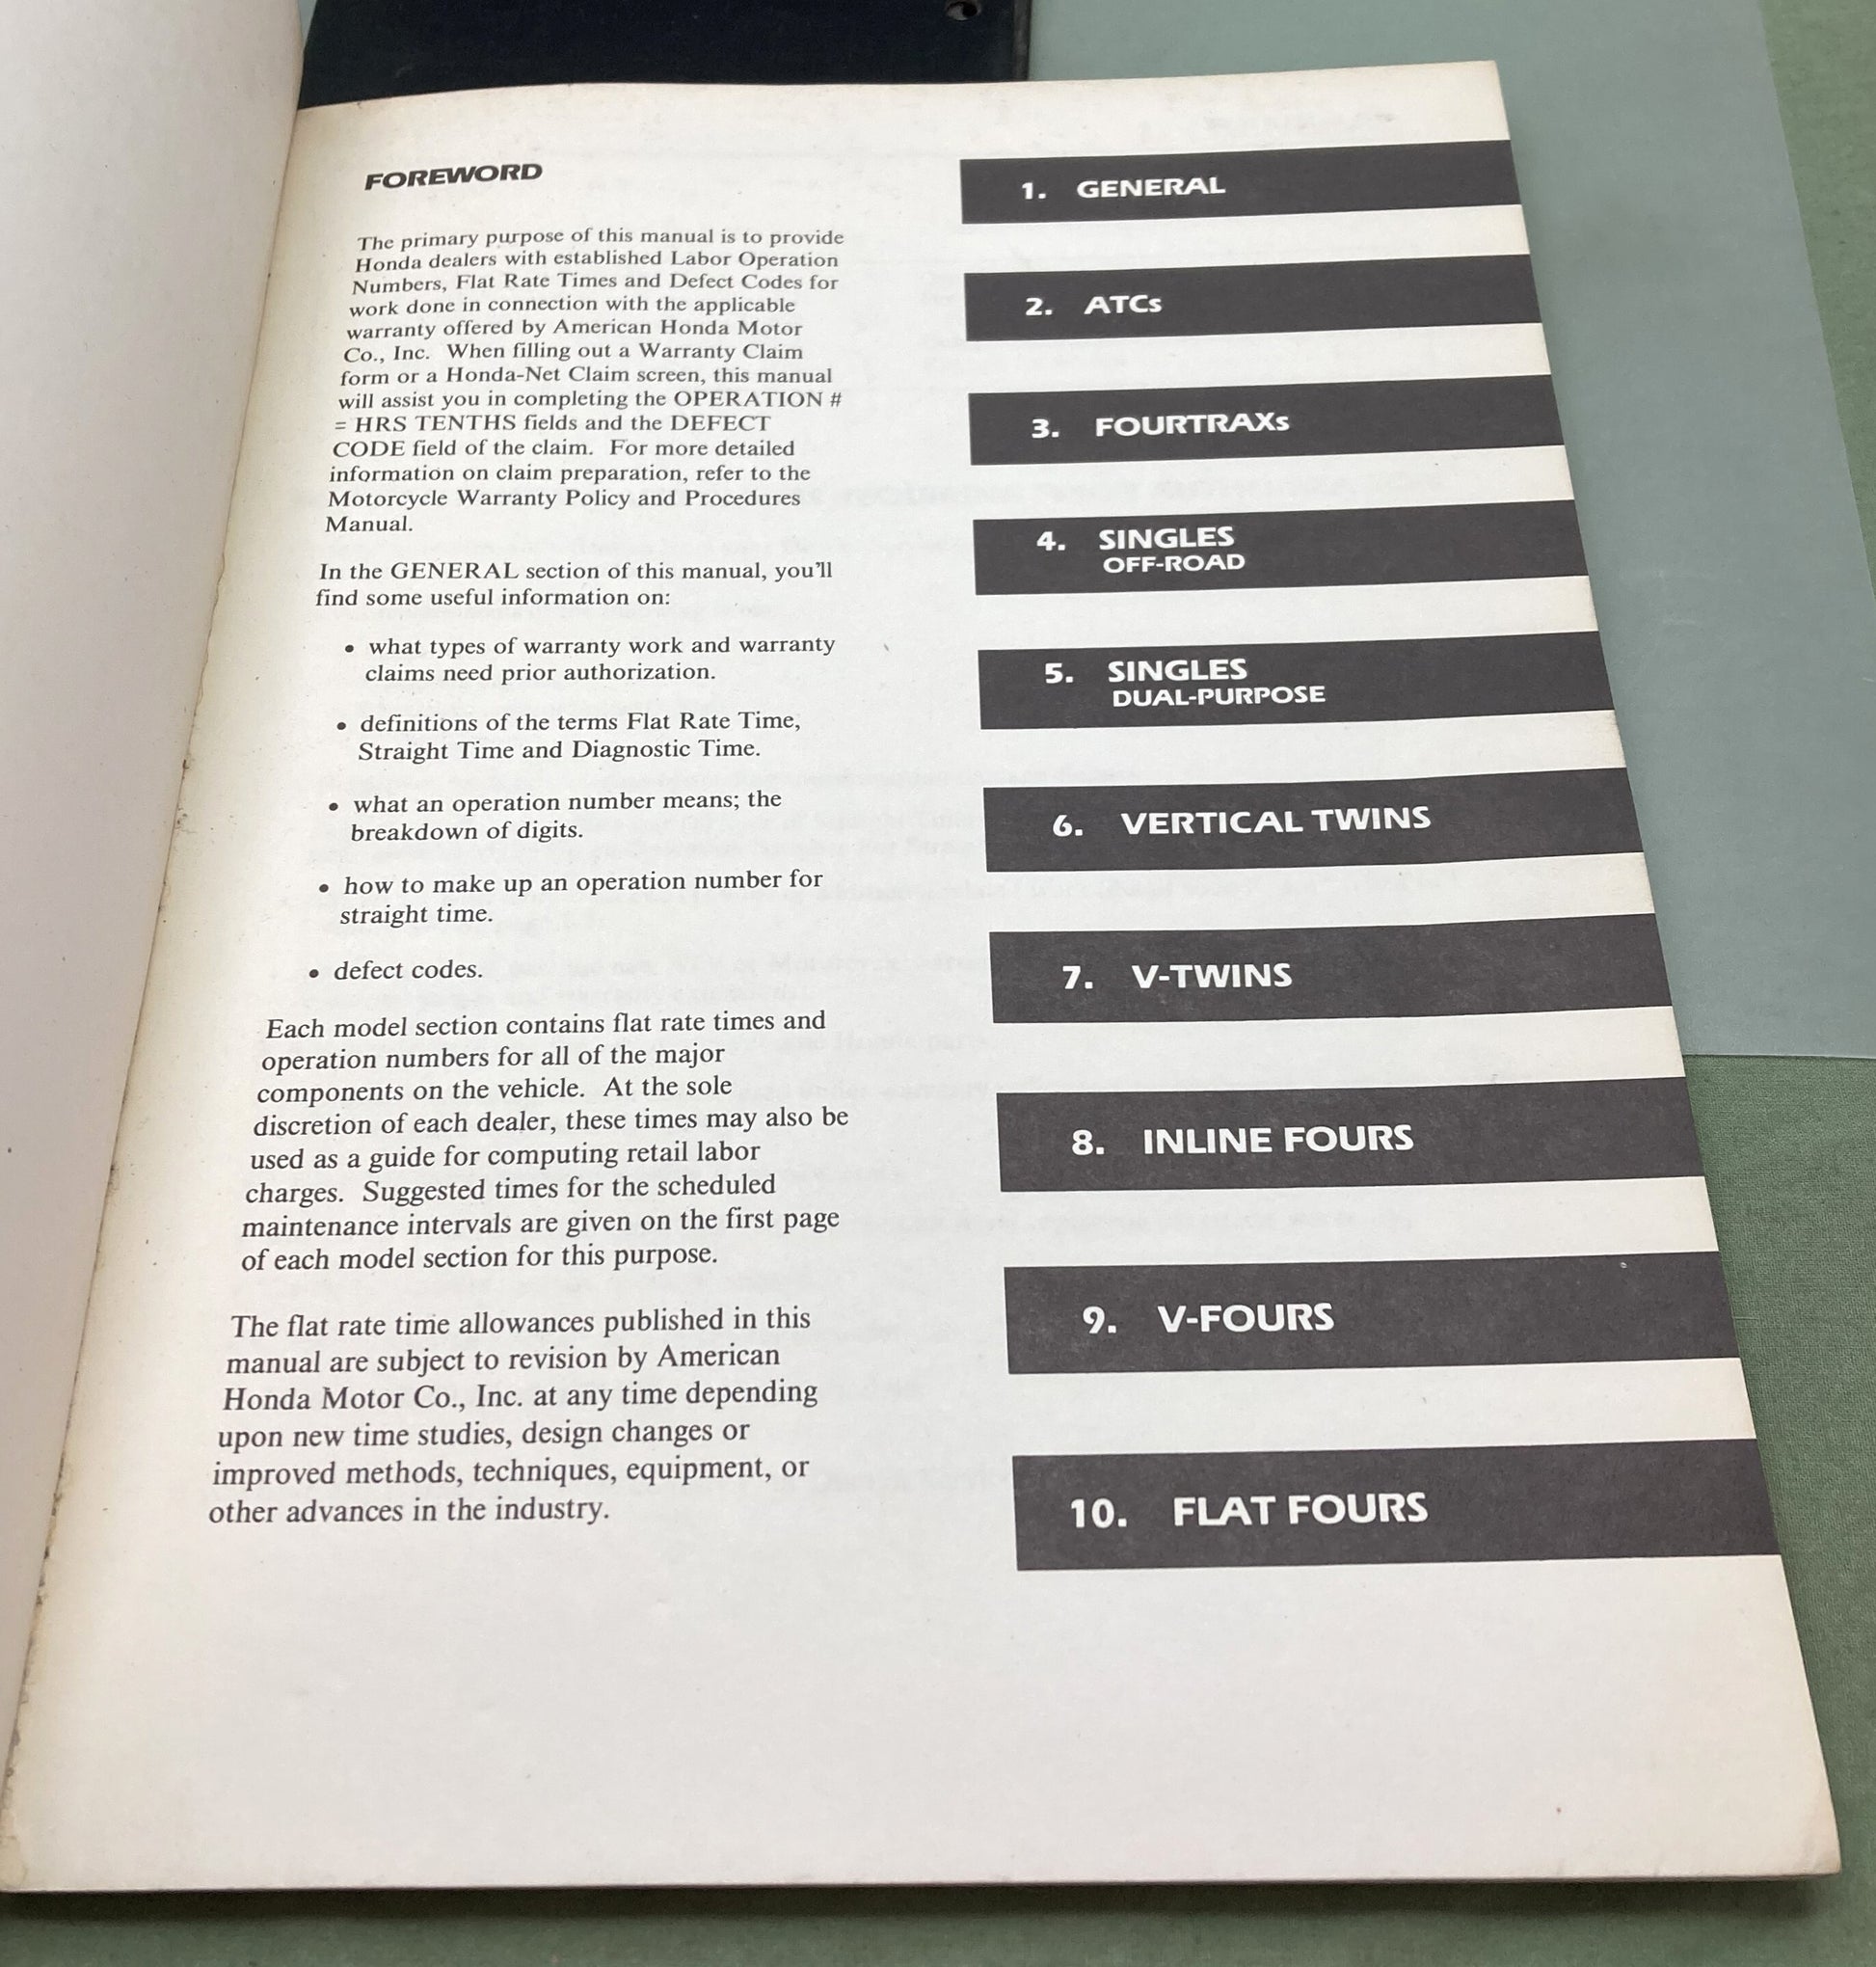 FOREWORD
The primary purpose of this manual is to provide
Honda dealers with established Labor Operation
Numbers, Flat Rate Times and Defect Codes for
work done in connection with the applicable
warranty offered by American Honda Motor
Co., Inc. When filling out a Warranty Claim
form or a Honda-Net Claim screen, this manual
will assist you in completing the OPERATION #
= HRS TENTHS fields and the DEFECT
CODE field of the claim. For more detailed
information on claim preparation, refer to the
Motorcycle Warranty Policy and Procedures
Manual.
In the GENERAL section of this manual, you'll
find some useful information on:
• what types of warranty work and warranty
claims need prior authorization.
• definitions of the terms Flat Rate Time,
Straight Time and Diagnostic Time.
• what an operation number means; the
breakdown of digits.
• how to make up an operation number for
straight time.
• defect codes.
Each model section contains flat rate times and
operation numbers for all of the major
components on the vehicle. At the sole
discretion of each dealer, these times may also be
used as a guide for computing retail labor
charges. Suggested times for the scheduled
maintenance intervals are given on the first page
of each model section for this purpose.
The flat rate time allowances published in this
manual are subject to revision by American
Honda Motor Co., Inc. at any time depending
upon new time studies, design changes or
improved methods, techniques, equipment, or
other advances in the industry.
1. GENERAL
2. ATCs
3. FOURTRAXs
4. SINGLES
OFF-ROAD
5. SINGLES
DUAL-PURPOSE
6. VERTICAL TWINS
7. V-TWINS
8. INLINE FOURS
9. V-FOURS
10. FLAT FOURS